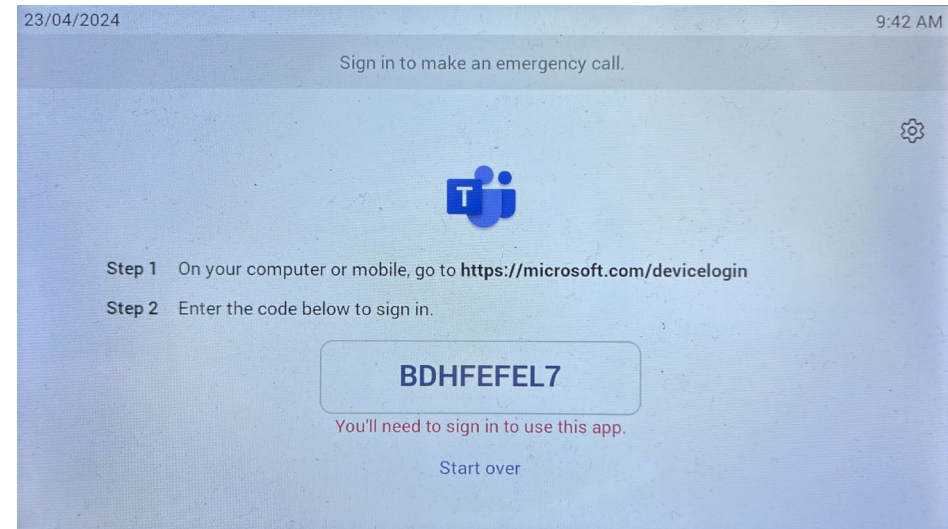 23/04/2024 9:42 AM
Sign in to make an emergency call.
T
Step 1 On your computer or mobile, go to https://microsoft.com/devicelogin
Step 2 Enter the code below to sign in.
BDHFEFEL7
You'll need to sign in to use this app.
Start over